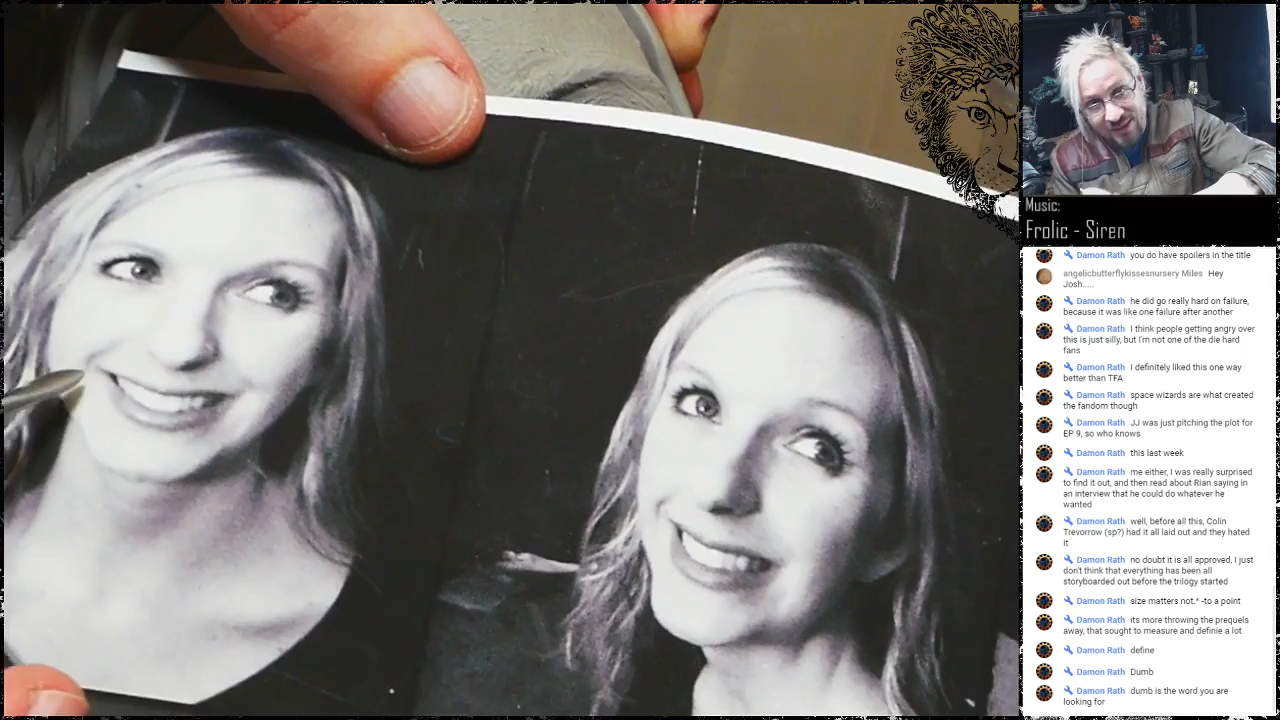 Music:
Frolic - Siren
Damon Rath you do have spoilers in the title
angelicbutterflykissesnursery Miles Hey
Josh.....
Damon Rath he did go really hard on failure,
because it was like one failure after another
Damon Rath I think people getting angry over
this is just silly, but I'm not one of the die hard
fans
Damon Rath I definitely liked this one way
better than TFA
Damon Rath space wizards are what created
the fandom though
Damon Rath JJ was just pitching the plot for
EP 9, so who knows
Damon Rath this last week
Damon Rath me either, I was really surprised
to find it out, and then read about Rian saying in
an interview that he could do whatever he
wanted
Damon Rath well, before all this, Colin
Trevorrow (sp?) had it all laid out and they hated
it
Damon Rath no doubt it is all approved, I just
don't think that everything has been all
storyboarded out before the trilogy started
Damon Rath size matters not.* -to a point
Damon Rath its more throwing the prequels
away, that sought to measure and definie a lot
Damon Rath define
Damon Rath Dumb
Damon Rath dumb is the word you are
looking for